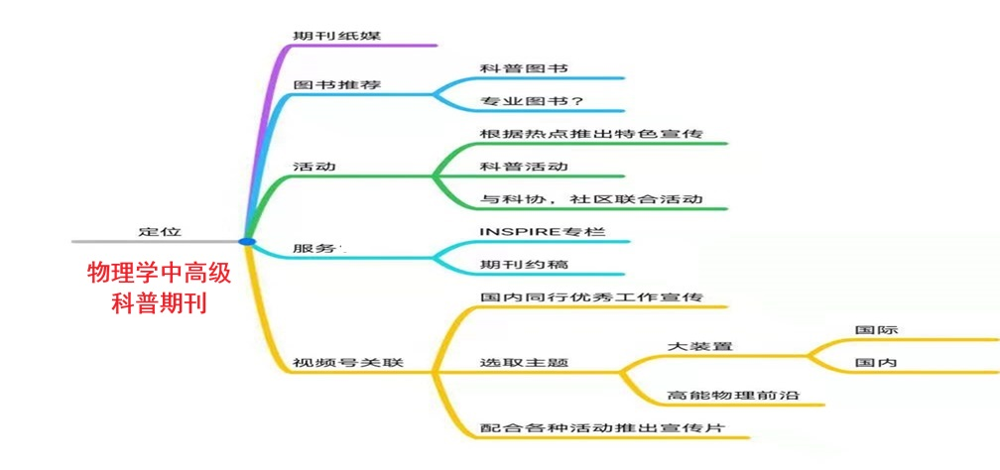 期刊纸媒
图书推荐
科普图书
专业图书？
活动
根据热点推出特色宣传
科普活动
与科协，社区联合活动
定位
物理学中高级
科普期刊
服务
INSPIRE专栏
期刊约稿
视频号关联
国内同行优秀工作宣传
选取主题
大装置
国际
国内
高能物理前沿
配合各种活动推出宣传片